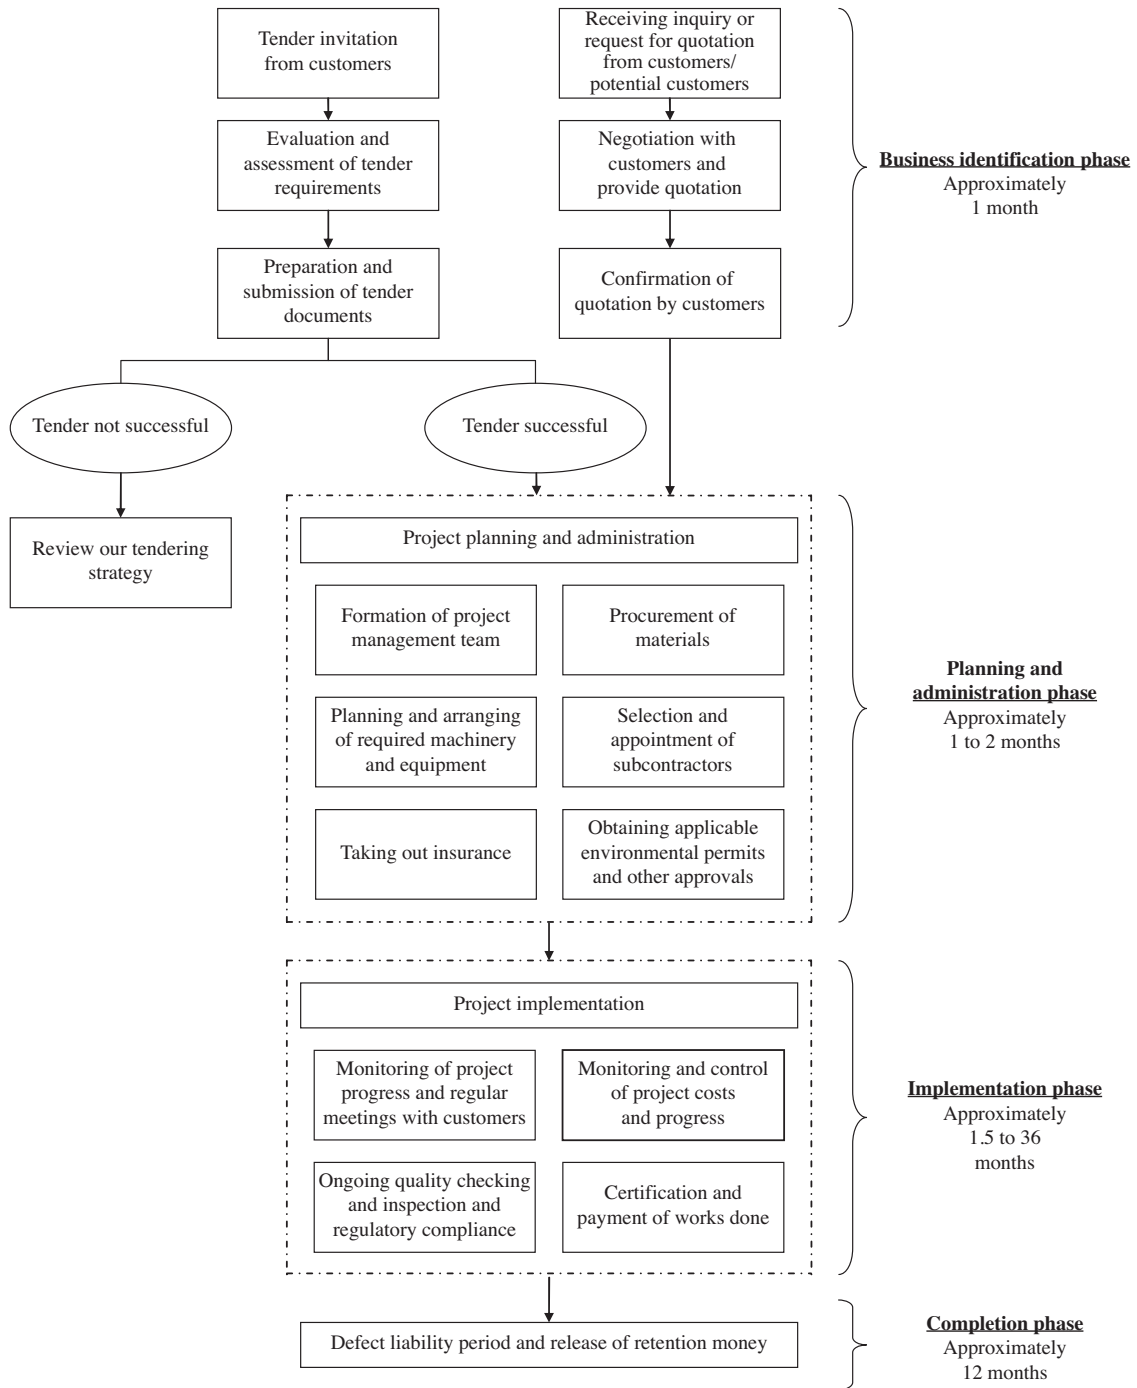 Tender invitation
from customers
Receiving inquiry or
request for quotation
from customers/
potential customers
Evaluation and
assessment of tender
requirements
Negotiation with
customers and
provide quotation
Business identification phase
Approximately
1 month
Preparation and
submission of tender
documents
Confirmation of
quotation by customers
Tender not successful
Tender successful
Review our tendering
strategy
Project planning and administration
Formation of project
management team
Procurement of
materials
Planning and arranging
of required machinery
and equipment
Selection and
appointment of
subcontractors
Taking out insurance
Obtaining applicable
environmental permits
and other approvals
Planning and
administration phase
Approximately
1 to 2 months
Project implementation
Monitoring of project
progress and regular
meetings with customers
Monitoring and control
of project costs
and progress
Ongoing quality checking
and inspection and
regulatory compliance
Certification and
payment of works done
Implementation phase
Approximately
1.5 to 36
months
Defect liability period and release of retention money
Completion phase
Approximately
12 months